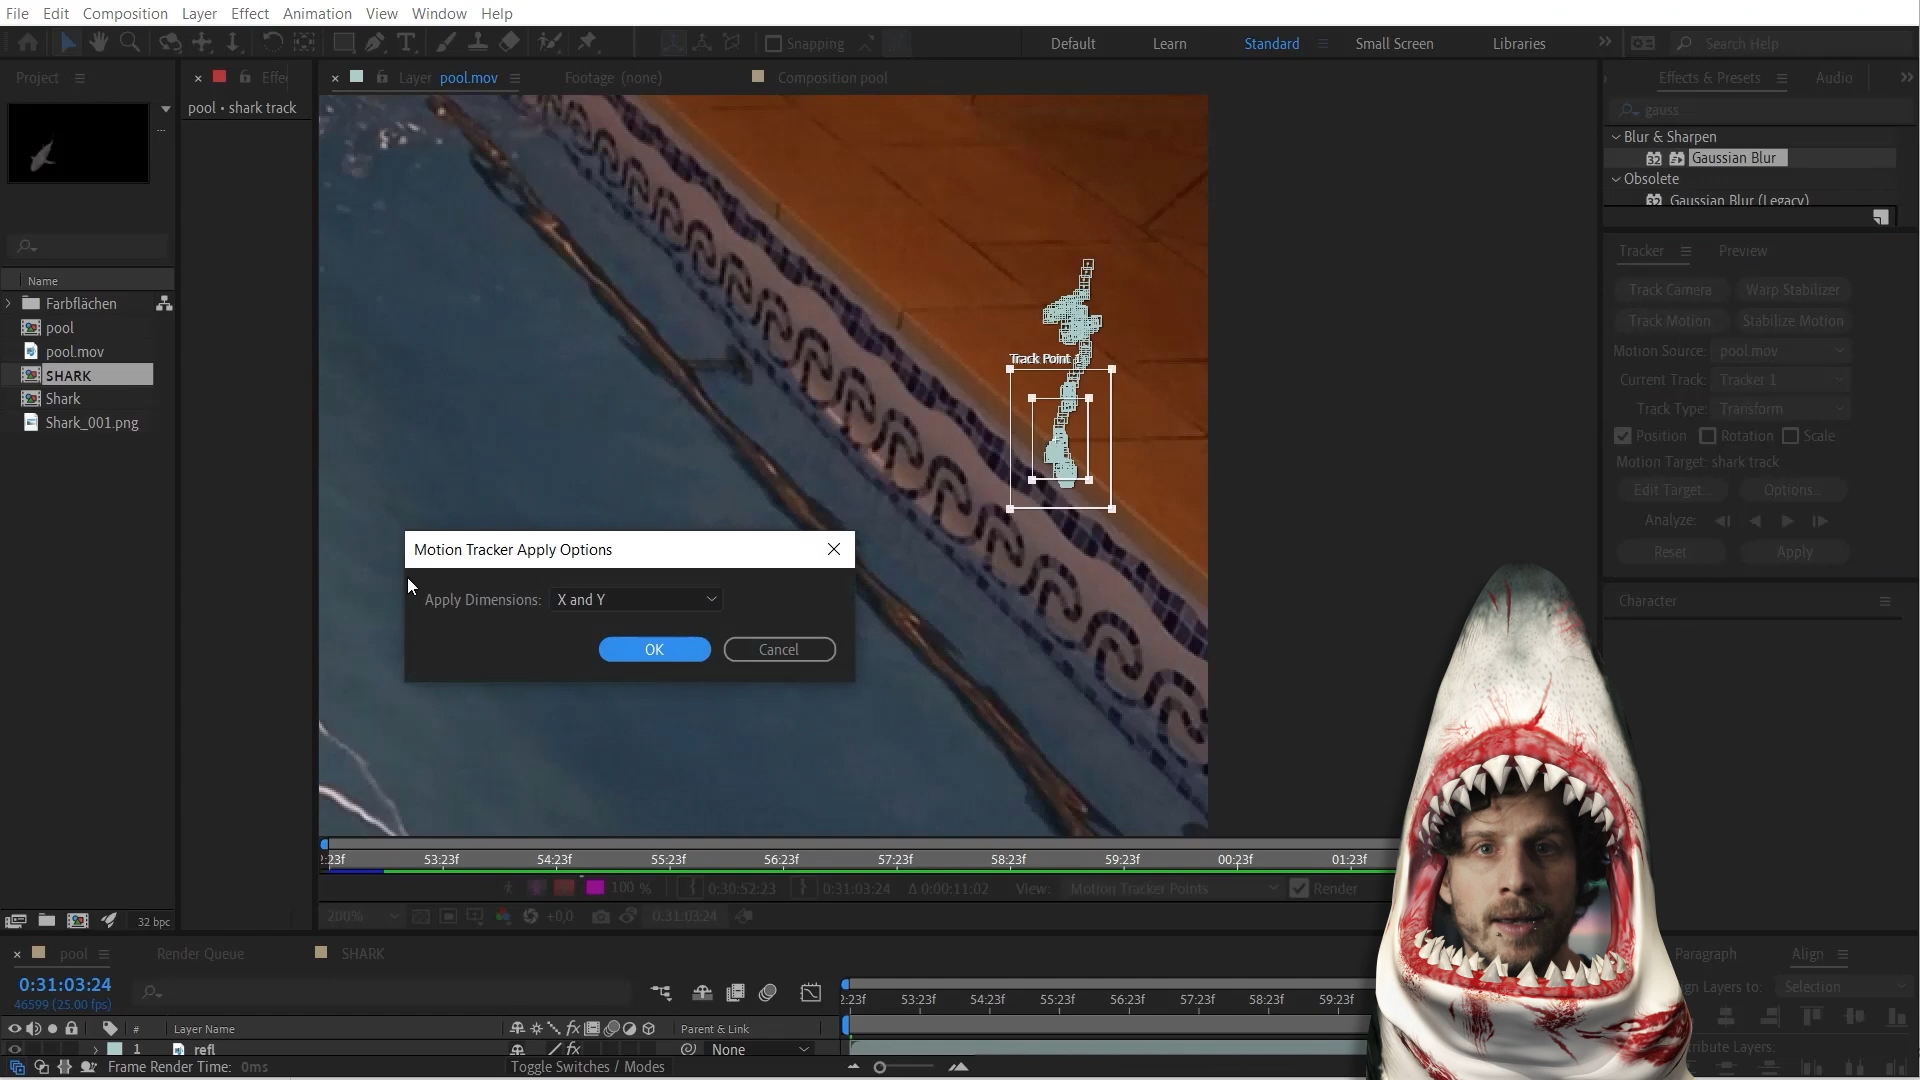 File Edit Composition Layer Effect Animation View Window Help
Snapping
Default Learn Standard Small Screen Libraries
Search Help
Project
Effec
Layer pool.mov
Footage (none)
Composition pool
Effects & Presets
Audio
pool • shark track
gauss
Blur & Sharpen
32 Gaussian Blur
Obsolete
32 Gaussian Blur (Legacy)
Name
Farbflächen
pool
pool.mov
SHARK
Shark
Shark_001.png
Tracker Preview
Track Camera Warp Stabilizer
Track Motion Stabilize Motion
Motion Source: pool.mov
Current Track: Tracker 1
Track Type: Transform
Position Rotation Scale
Motion Target: shark track
Edit Target... Options...
Analyze:
Reset Apply
Character
Track Point 1
Motion Tracker Apply Options
Apply Dimensions: X and Y
OK Cancel
:23f 53:23f 54:23f 55:23f 56:23f 57:23f 58:23f 59:23f 00:23f 01:23f
100 % 0:30:52:23 0:31:03:24 Δ 0:00:11:02 View: Motion Tracker Points Render
200% +0,0 0:31:03:24
32 bpc
pool Render Queue SHARK
0:31:03:24
46599 (25.00 fps)
2:23f 53:23f 54:23f 55:23f 56:23f 57:23f 58:23f 59:23f
# Layer Name fx Parent & Link
1 refl fx None
Frame Render Time: 0ms
Toggle Switches / Modes
Paragraph Align
gn Layers to: Selection
ribute Layers: